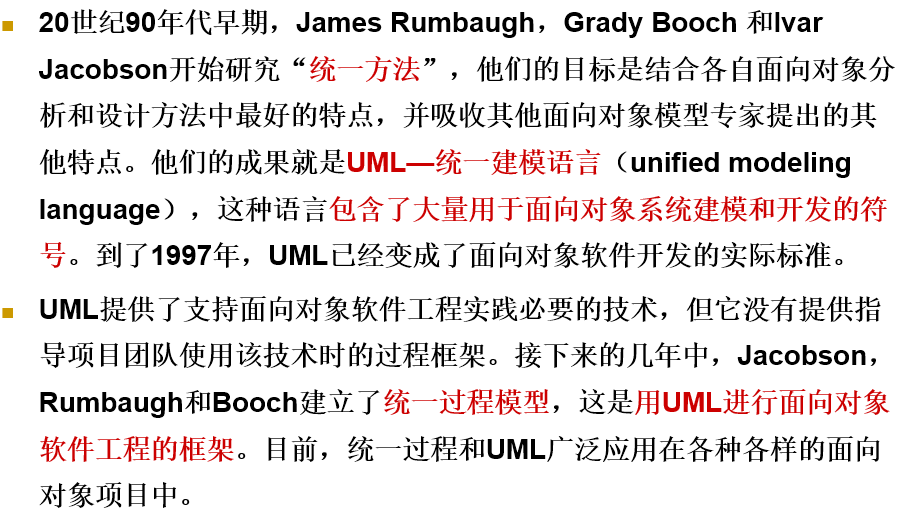 20世纪90年代早期，James Rumbaugh，Grady Booch 和Ivar
Jacobson开始研究“统一方法”，他们的目标是结合各自面向对象分
析和设计方法中最好的特点，并吸收其他面向对象模型专家提出的其
他特点。他们的成果就是UML—统一建模语言（unified modeling
language），这种语言包含了大量用于面向对象系统建模和开发的符
号。到了1997年，UML已经变成了面向对象软件开发的实际标准。
UML提供了支持面向对象软件工程实践必要的技术，但它没有提供指
导项目团队使用该技术时的过程框架。接下来的几年中，Jacobson，
Rumbaugh和Booch建立了统一过程模型，这是用UML进行面向对象
软件工程的框架。目前，统一过程和UML广泛应用在各种各样的面向
对象项目中。